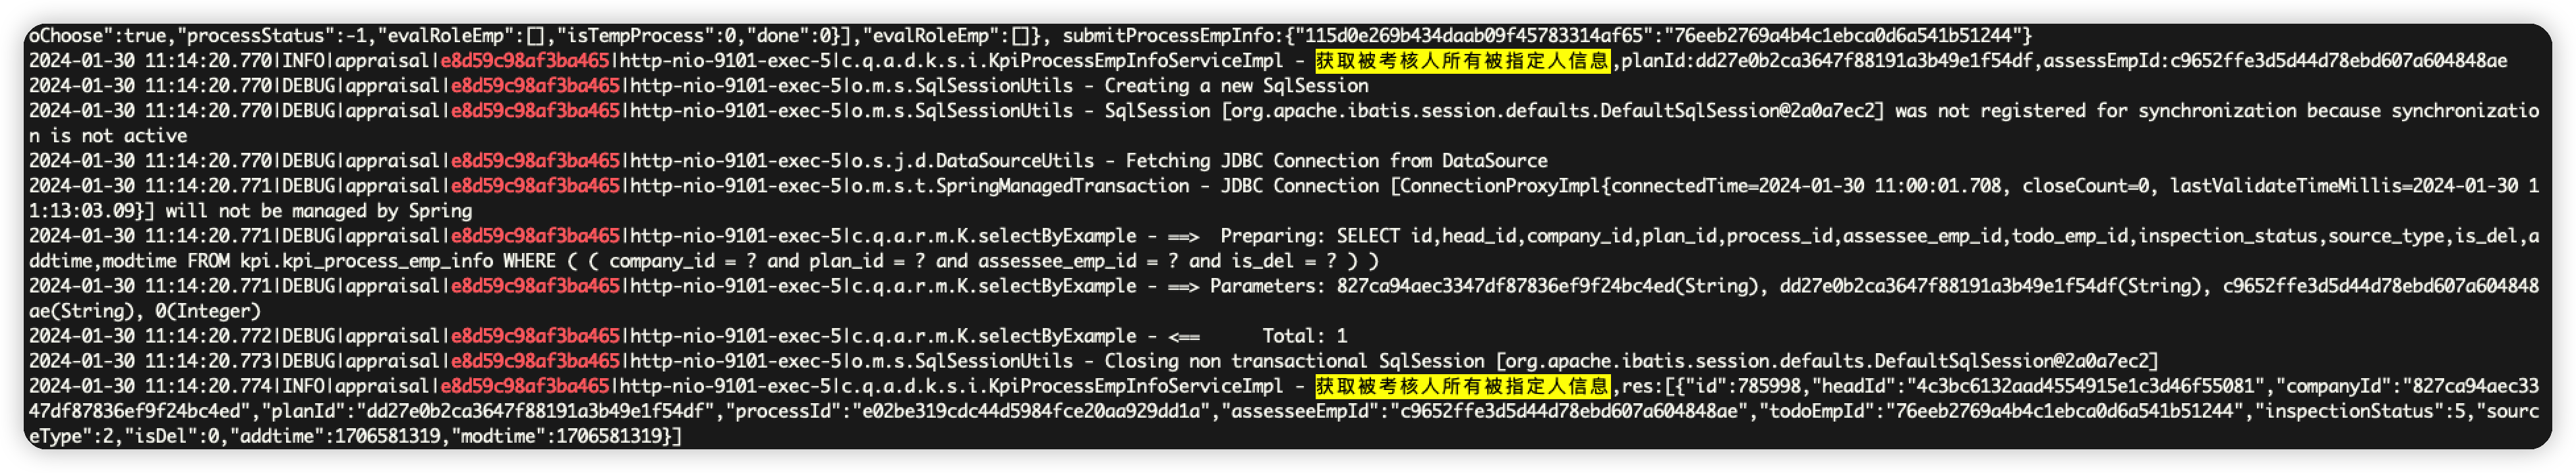 oChoose":true,"processStatus":-1,"evalRoleEmp":[],"isTempProcess":0,"done":0}],"evalRoleEmp":[]}, submitProcessEmpInfo:{"115d0e269b434daab09f45783314af65":"76eeb2769a4b4c1ebca0d6a541b51244"}
2024-01-30 11:14:20.770|INFO|appraisal|e8d59c98af3ba465|http-nio-9101-exec-5|c.q.a.d.k.s.i.KpiProcessEmpInfoServiceImpl - 获取被考核人所有被指定人信息,planId:dd27e0b2ca3647f88191a3b49e1f54df,assessEmpId:c9652ffe3d5d44d78ebd607a604848ae
2024-01-30 11:14:20.770|DEBUG|appraisal|e8d59c98af3ba465|http-nio-9101-exec-5|o.m.s.SqlSessionUtils - Creating a new SqlSession
2024-01-30 11:14:20.770|DEBUG|appraisal|e8d59c98af3ba465|http-nio-9101-exec-5|o.m.s.SqlSessionUtils - SqlSession [org.apache.ibatis.session.defaults.DefaultSqlSession@2a0a7ec2] was not registered for synchronization because synchronizatio
n is not active
2024-01-30 11:14:20.770|DEBUG|appraisal|e8d59c98af3ba465|http-nio-9101-exec-5|o.s.j.d.DataSourceUtils - Fetching JDBC Connection from DataSource
2024-01-30 11:14:20.771|DEBUG|appraisal|e8d59c98af3ba465|http-nio-9101-exec-5|o.m.s.t.SpringManagedTransaction - JDBC Connection [ConnectionProxyImpl{connectedTime=2024-01-30 11:00:01.708, closeCount=0, lastValidateTimeMillis=2024-01-30 1
1:13:03.09}] will not be managed by Spring
2024-01-30 11:14:20.771|DEBUG|appraisal|e8d59c98af3ba465|http-nio-9101-exec-5|c.q.a.r.m.K.selectByExample - ==>  Preparing: SELECT id,head_id,company_id,plan_id,process_id,assessee_emp_id,todo_emp_id,inspection_status,source_type,is_del,a
ddtime,modtime FROM kpi.kpi_process_emp_info WHERE ( ( company_id = ? and plan_id = ? and assessee_emp_id = ? and is_del = ? ) )
2024-01-30 11:14:20.771|DEBUG|appraisal|e8d59c98af3ba465|http-nio-9101-exec-5|c.q.a.r.m.K.selectByExample - ==> Parameters: 827ca94aec3347df87836ef9f24bc4ed(String), dd27e0b2ca3647f88191a3b49e1f54df(String), c9652ffe3d5d44d78ebd607a604848
ae(String), 0(Integer)
2024-01-30 11:14:20.772|DEBUG|appraisal|e8d59c98af3ba465|http-nio-9101-exec-5|c.q.a.r.m.K.selectByExample - <==      Total: 1
2024-01-30 11:14:20.773|DEBUG|appraisal|e8d59c98af3ba465|http-nio-9101-exec-5|o.m.s.SqlSessionUtils - Closing non transactional SqlSession [org.apache.ibatis.session.defaults.DefaultSqlSession@2a0a7ec2]
2024-01-30 11:14:20.774|INFO|appraisal|e8d59c98af3ba465|http-nio-9101-exec-5|c.q.a.d.k.s.i.KpiProcessEmpInfoServiceImpl - 获取被考核人所有被指定人信息,res:[{"id":785998,"headId":"4c3bc6132aad4554915e1c3d46f55081","companyId":"827ca94aec33
47df87836ef9f24bc4ed","planId":"dd27e0b2ca3647f88191a3b49e1f54df","processId":"e02be319cdc44d5984fce20aa929dd1a","assesseeEmpId":"c9652ffe3d5d44d78ebd607a604848ae","todoEmpId":"76eeb2769a4b4c1ebca0d6a541b51244","inspectionStatus":5,"sourc
eType":2,"isDel":0,"addtime":1706581319,"modtime":1706581319}]